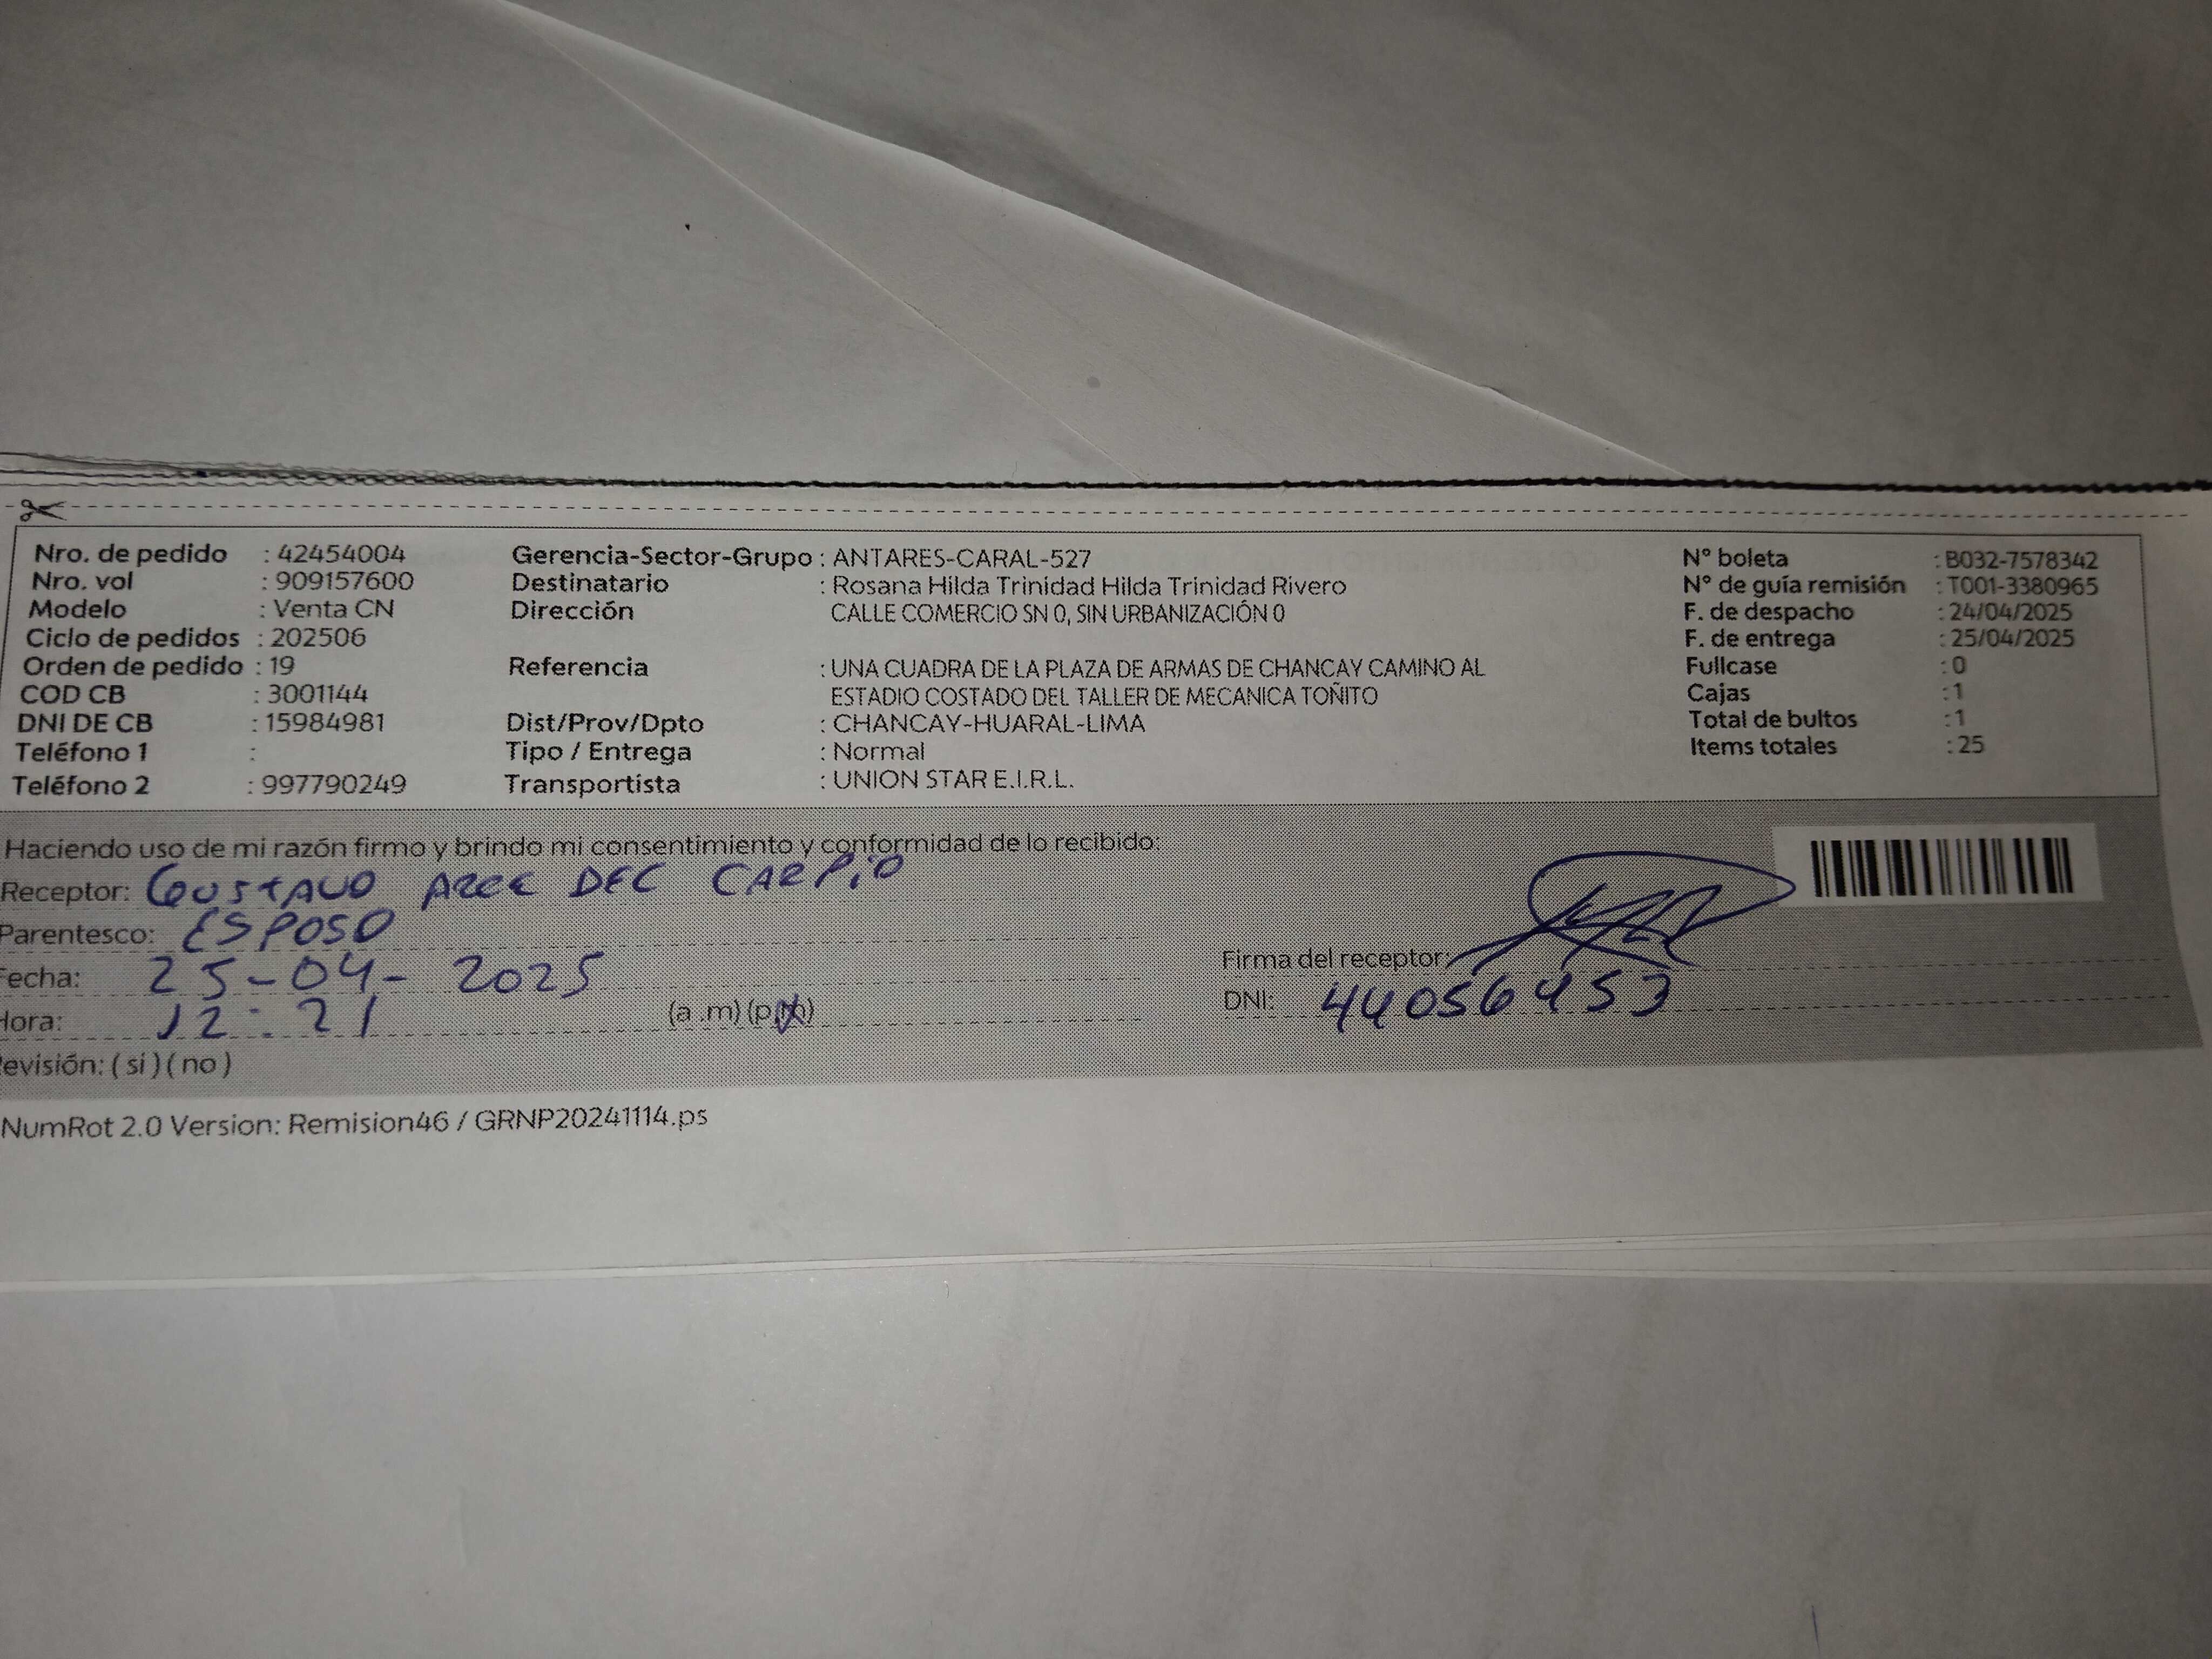 Nro. de pedido : 42454004
Nro. vol : 909157600
Modelo : Venta CN
Ciclo de pedidos : 202506
Orden de pedido : 19
COD CB : 3001144
DNI DE CB : 15984981
Teléfono 1 :
Teléfono 2 : 997790249
Gerencia-Sector-Grupo : ANTARES-CARAL-527
Destinatario : Rosana Hilda Trinidad Hilda Trinidad Rivero
Dirección CALLE COMERCIO SN 0, SIN URBANIZACIÓN 0
Referencia : UNA CUADRA DE LA PLAZA DE ARMAS DE CHANCAY CAMINO AL
ESTADIO COSTADO DEL TALLER DE MECANICA TOÑITO
Dist/Prov/Dpto : CHANCAY-HUARAL-LIMA
Tipo / Entrega : Normal
Transportista : UNION STAR E.I.R.L.
N° boleta : B032-7578342
N° de guía remisión : T001-3380965
F. de despacho : 24/04/2025
F. de entrega : 25/04/2025
Fullcase : 0
Cajas : 1
Total de bultos : 1
Items totales : 25
Haciendo uso de mi razón firmo y brindo mi consentimiento y conformidad de lo recibido:
Receptor: GUSTAVO ARCE DEL CARPIO
Parentesco: ESPOSO
Fecha: 25-04-2025
Hora: 12:21 (a .m) (p.m)
Revisión: ( si ) ( no )
Firma del receptor:
DNI: 44056453
NumRot 2.0 Version: Remision46 / GRNP20241114.ps